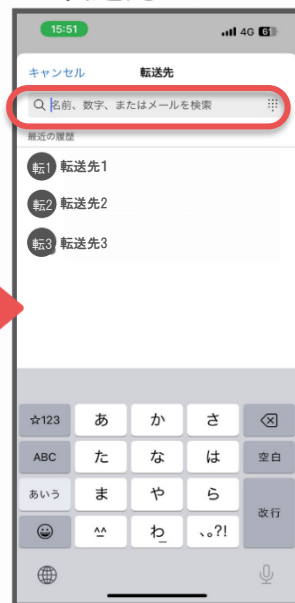 15:51 4G 6
キャンセル 転送先
名前、数字、またはメールを検索
最近の履歴
転1 転送先1
転2 転送先2
転3 転送先3
☆123 あ か さ
ABC た な は 空白
あいう ま や ら 改行
^^ わ_ 、。?!